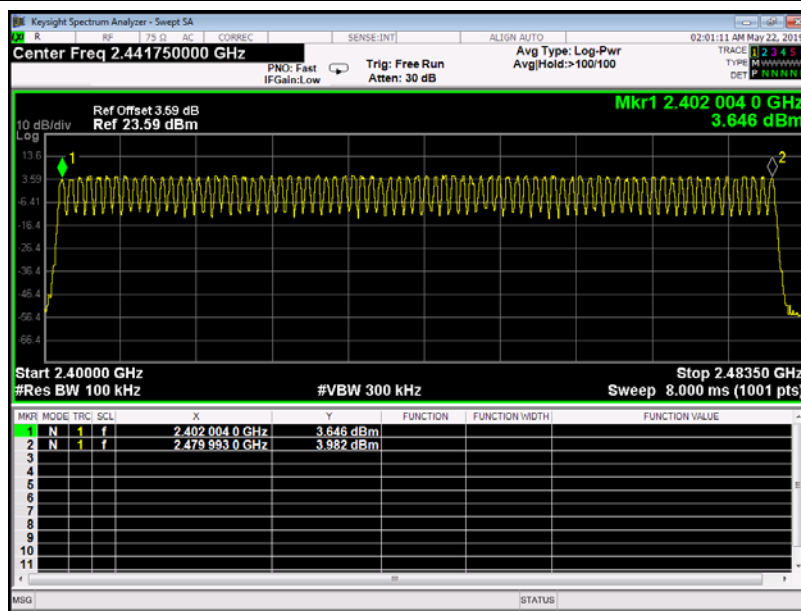 Keysight Spectrum Analyzer - Swept SA
R RF 75 Ω AC CORREC SENSE:INT ALIGN AUTO 02:01:11 AM May 22, 2019
Center Freq 2.441750000 GHz
PNO: Fast
IFGain:Low
Trig: Free Run
Atten: 30 dB
Avg Type: Log-Pwr
Avg|Hold:>100/100
TRACE 1 2 3 4 5
TYPE M W W W W W
DET P N N N N
Mkr1 2.402 004 0 GHz
3.646 dBm
Ref Offset 3.59 dB
10 dB/div Ref 23.59 dBm
Log
13.6
3.59
-6.41
-16.4
-26.4
-36.4
-46.4
-56.4
-66.4
1
2
Start 2.40000 GHz Stop 2.48350 GHz
#Res BW 100 kHz #VBW 300 kHz Sweep 8.000 ms (1001 pts)
MKR MODE TRC SCL X Y FUNCTION FUNCTION WIDTH FUNCTION VALUE
1 N 1 f 2.402 004 0 GHz 3.646 dBm
2 N 1 f 2.479 993 0 GHz 3.982 dBm
3
4
5
6
7
8
9
10
11
MSG STATUS